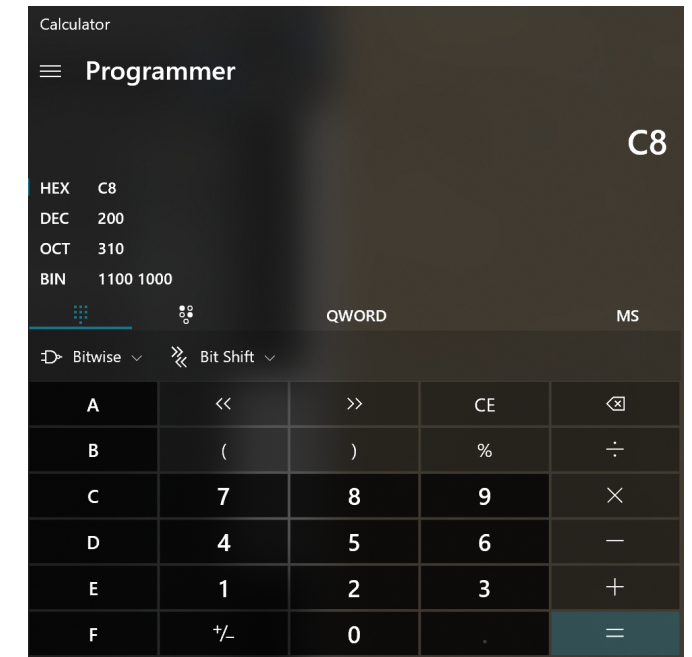 Calculator
Programmer
C8
HEX C8
DEC 200
OCT 310
BIN 1100 1000
QWORD MS
Bitwise Bit Shift
A << >> CE
B ( ) % ÷
C 7 8 9 ×
D 4 5 6 −
E 1 2 3 +
F +/− 0 . =